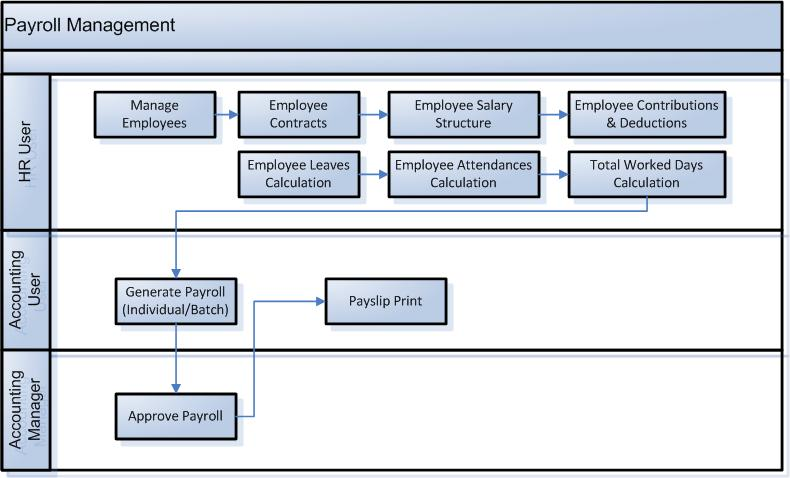 Payroll Management
HR User
Manage
Employees
Employee
Contracts
Employee Salary
Structure
Employee Contributions
& Deductions
Employee Leaves
Calculation
Employee Attendances
Calculation
Total Worked Days
Calculation
Accounting
User
Generate Payroll
(Individual/Batch)
Payslip Print
Accounting
Manager
Approve Payroll